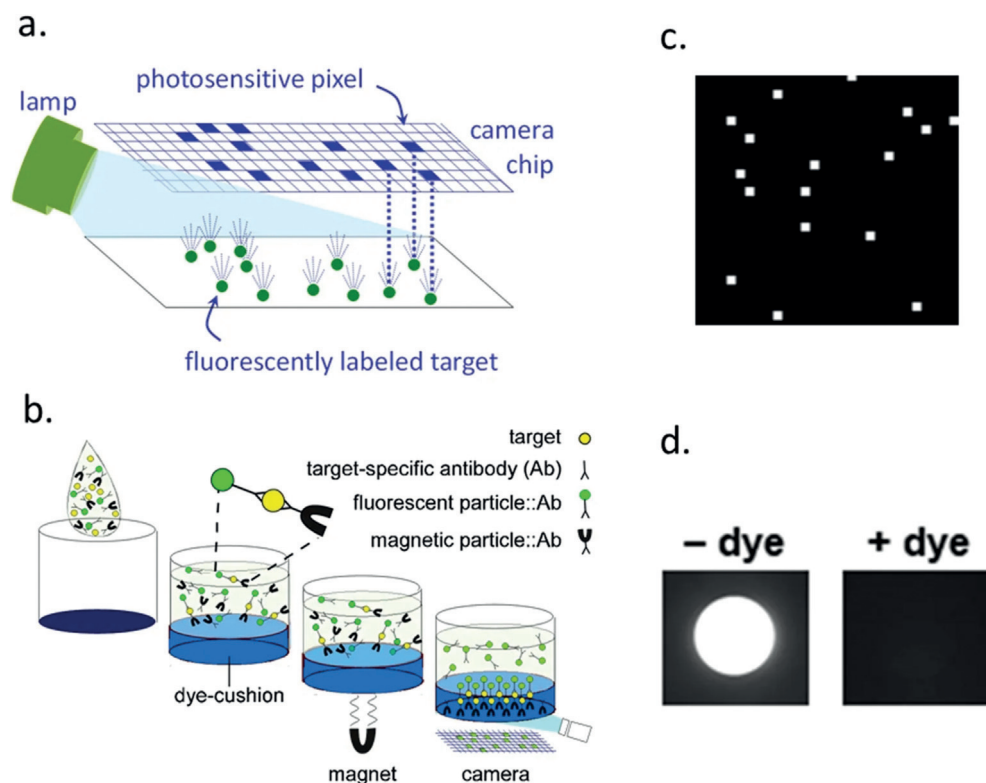 a.
photosensitive pixel
lamp
camera
chip
fluorescently labeled target
b.
target
target-specific antibody (Ab)
fluorescent particle::Ab
magnetic particle::Ab
dye-cushion
magnet
camera
c.
d.
– dye
+ dye